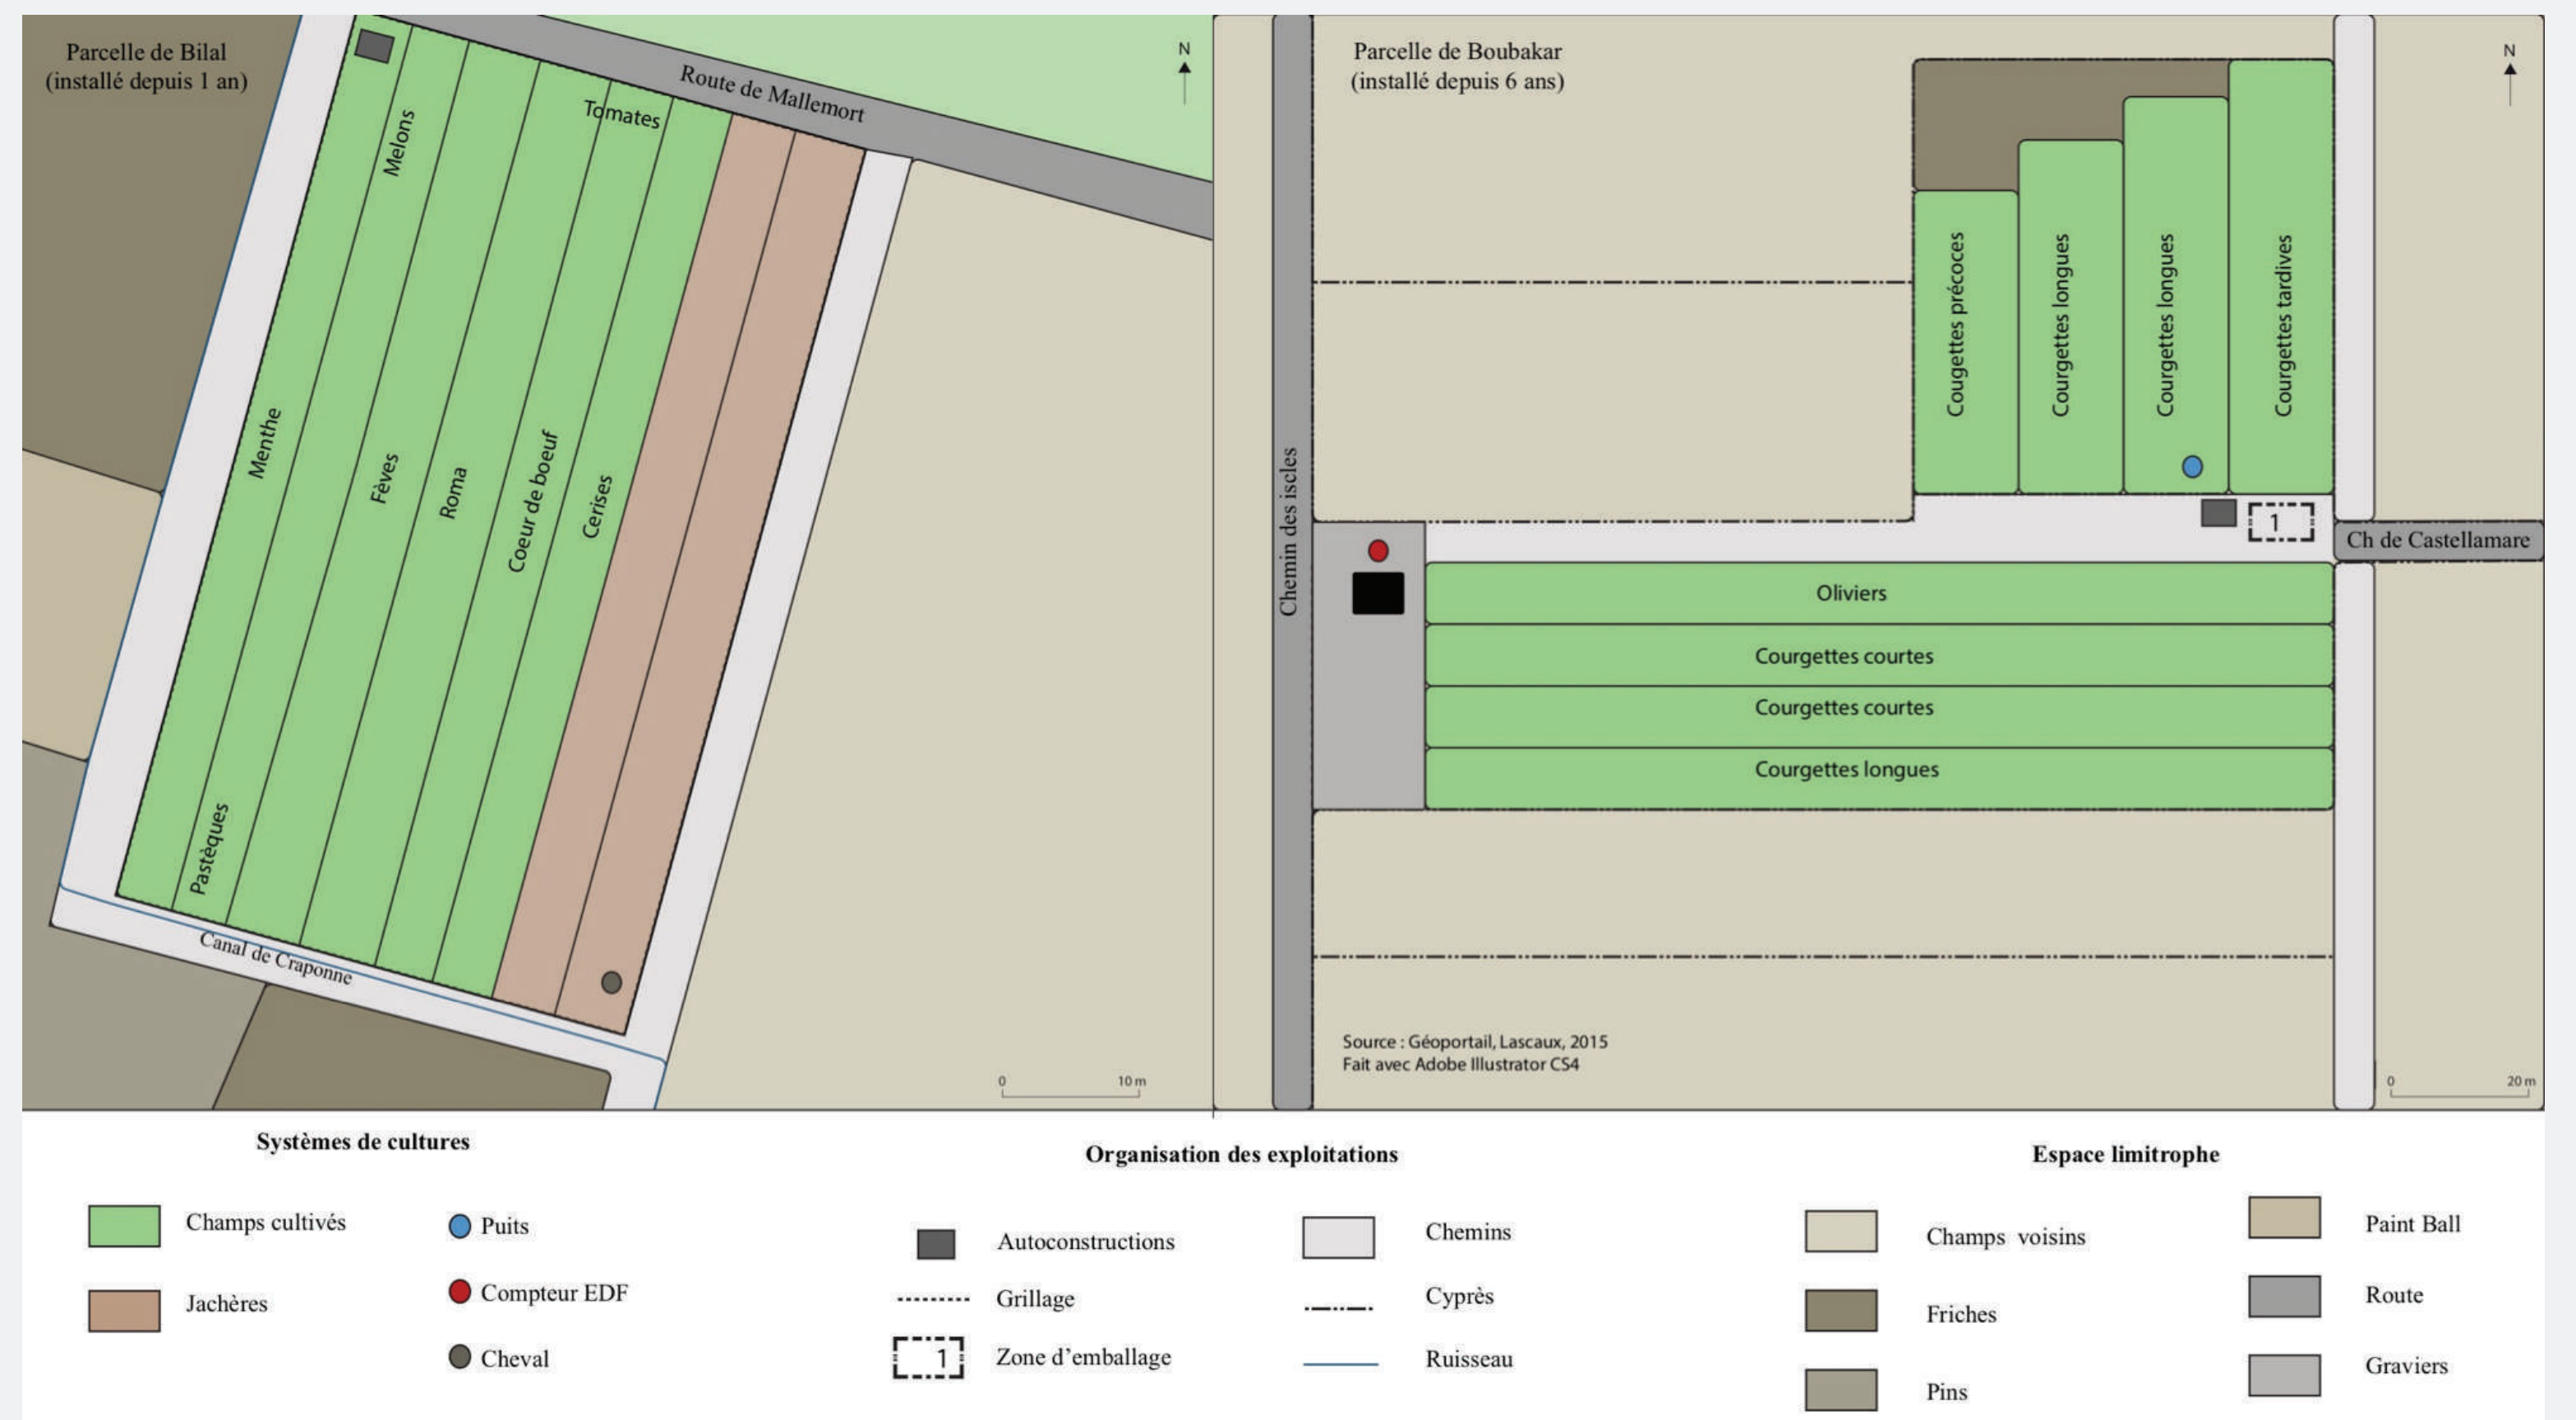 Parcelle de Bilal
(installé depuis 1 an)
Melons
Tomates
Route de Mallemort
N
Menthe
Fèves
Roma
Coeur de boeuf
Cerises
Pastèques
Canal de Craponne
0 10 m
Parcelle de Boubakar
(installé depuis 6 ans)
N
Chemin des iscles
Cougettes précoces
Courgettes longues
Courgettes longues
Courgettes tardives
1
Ch de Castellamare
Oliviers
Courgettes courtes
Courgettes courtes
Courgettes longues
Source : Géoportail, Lascaux, 2015
Fait avec Adobe Illustrator CS4
0 20 m
Systèmes de cultures
Champs cultivés
Jachères
Puits
Compteur EDF
Cheval
Organisation des exploitations
Autoconstructions
Grillage
1
Zone d'emballage
Chemins
Cyprès
Ruisseau
Espace limitrophe
Champs voisins
Friches
Pins
Paint Ball
Route
Graviers